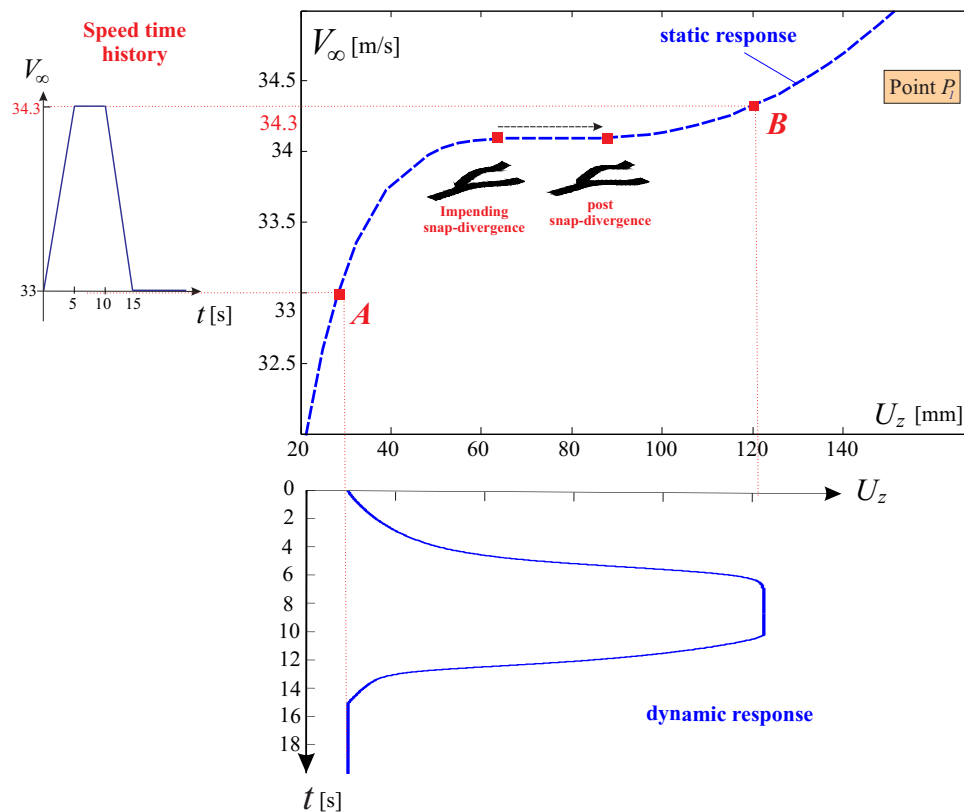 Speed time
history
V∞
34.3
33
5
10
15
t [s]
V∞ [m/s]
34.5
34.3
34
33.5
33
32.5
20
40
60
80
100
120
140
U_z [mm]
static response
Point P₁
A
B
Impending
snap-divergence
post
snap-divergence
0
2
4
6
8
10
12
14
16
18
U_z
dynamic response
t [s]